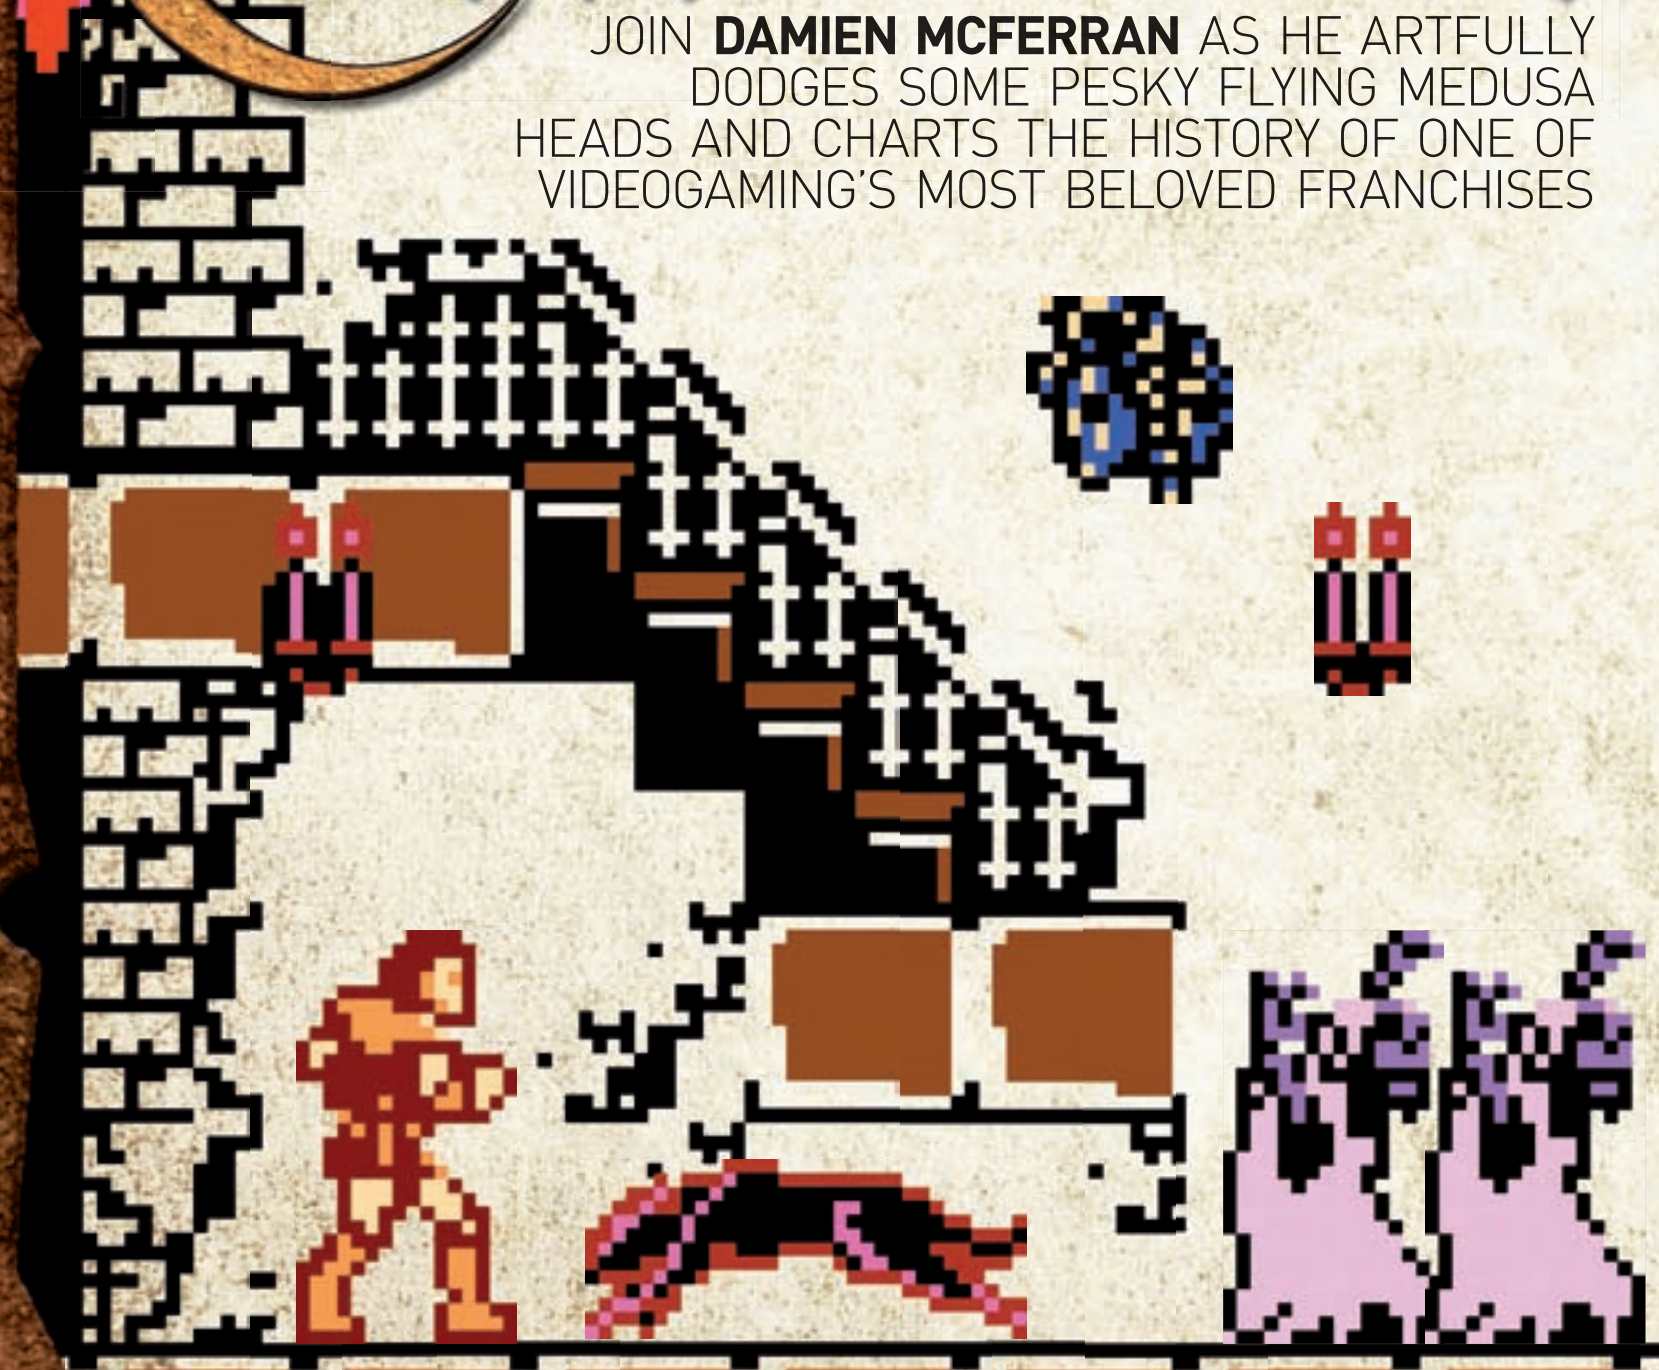 JOIN DAMIEN MCFERRAN AS HE ARTFULLY
DODGES SOME PESKY FLYING MEDUSA
HEADS AND CHARTS THE HISTORY OF ONE OF
VIDEOGAMING'S MOST BELOVED FRANCHISES